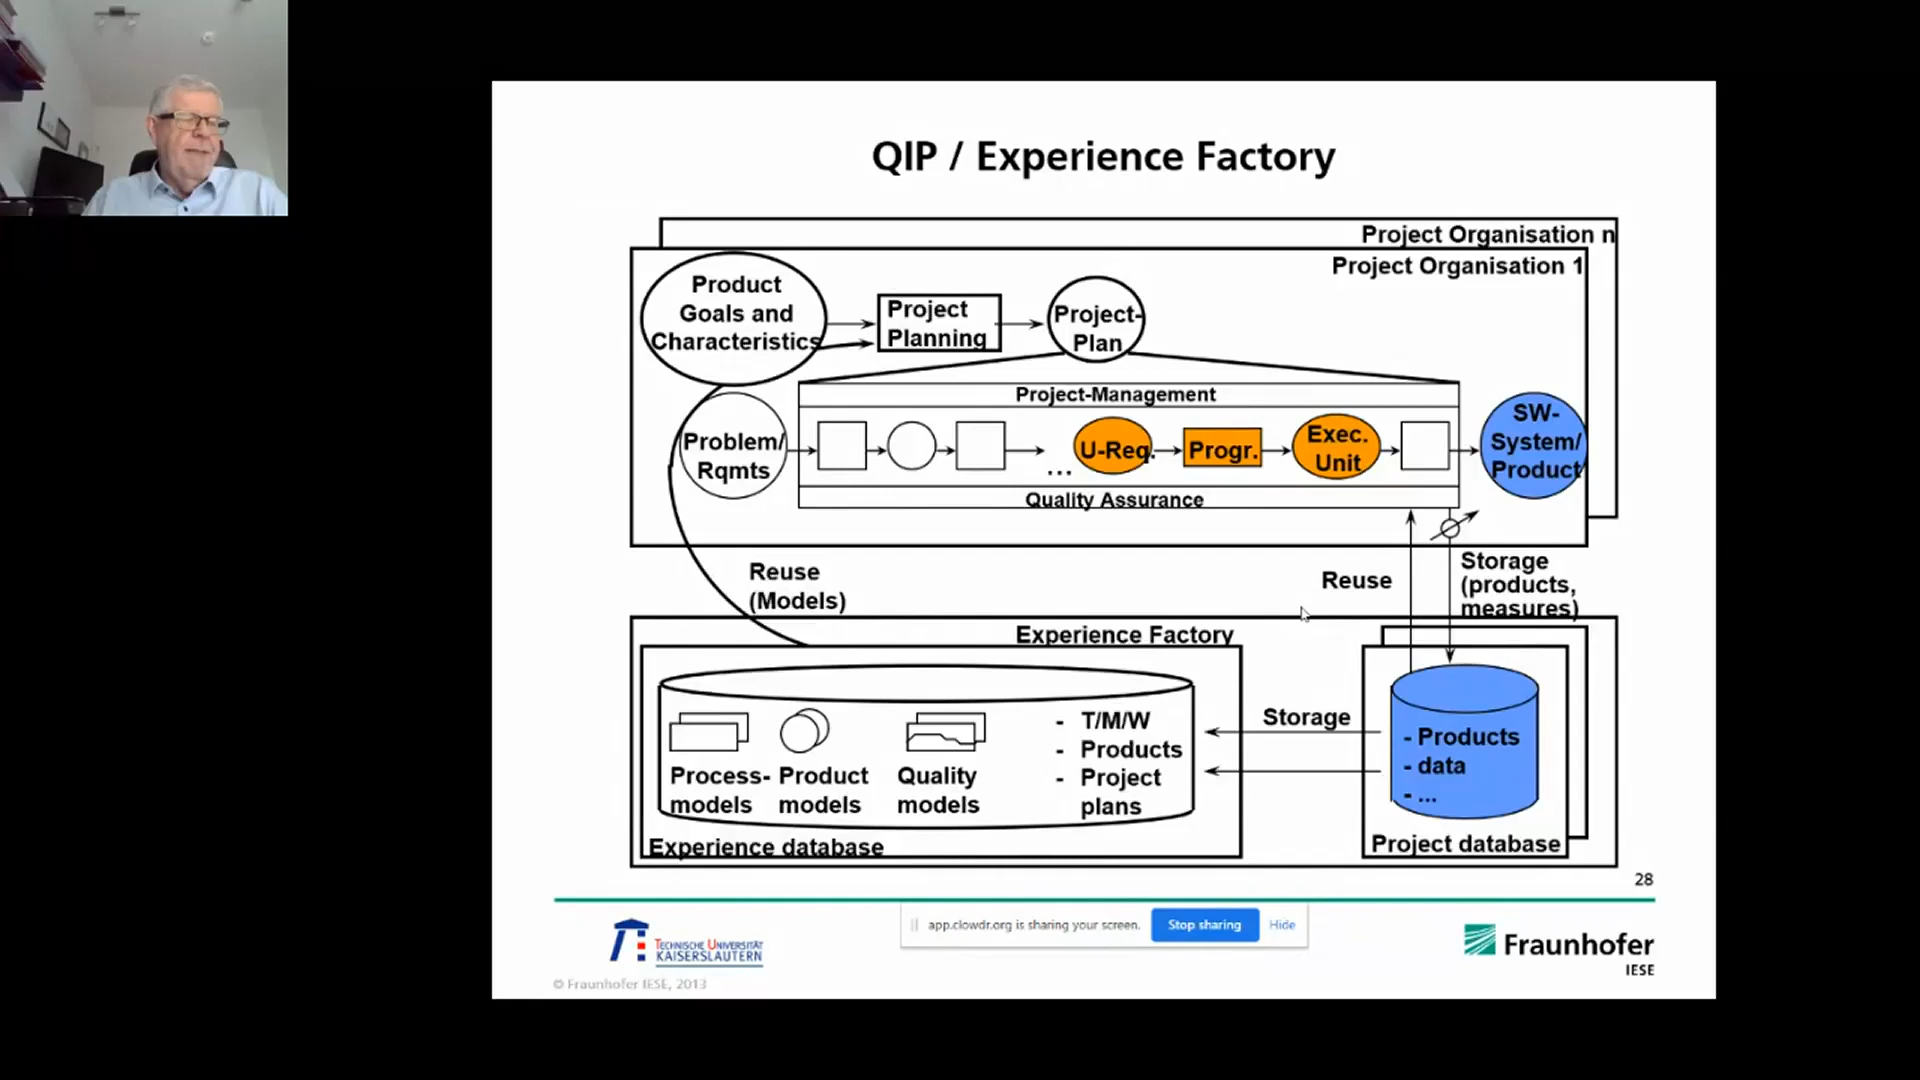 QIP / Experience Factory
Project Organisation n
Project Organisation 1
Product
Goals and
Characteristics
Project
Planning
Project-
Plan
Project-Management
Problem/
Rqmts
...
U-Req.
Progr.
Exec.
Unit
SW-
System/
Product
Quality Assurance
Reuse
(Models)
Reuse
Storage
(products,
measures)
Experience Factory
Process-
models
Product
models
Quality
models
- T/M/W
- Products
- Project
plans
Experience database
Storage
- Products
- data
- ...
Project database
28
TECHNISCHE UNIVERSITÄT
KAISERSLAUTERN
app.clowdr.org is sharing your screen.
Stop sharing
Hide
Fraunhofer
IESE
© Fraunhofer IESE, 2013